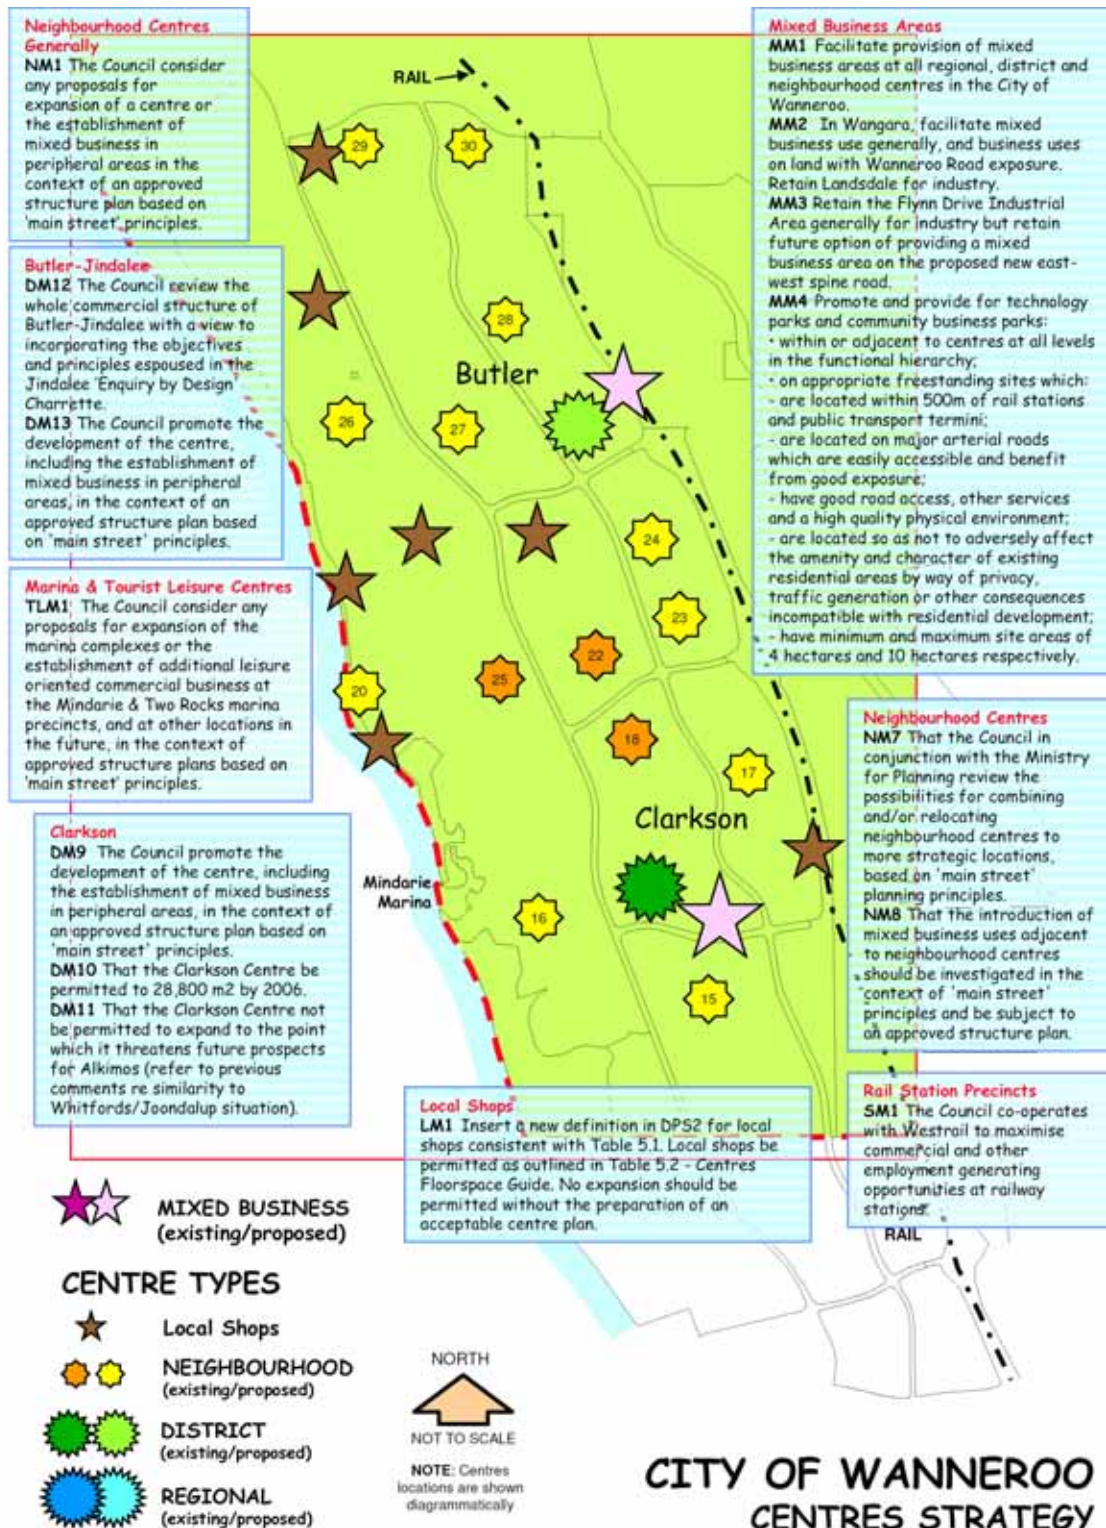 Neighbourhood Centres
Generally
NM1 The Council consider
any proposals for
expansion of a centre or
the establishment of
mixed business in
peripheral areas in the
context of an approved
structure plan based on
'main street' principles.
Butler-Jindalee
DM12 The Council review the
whole commercial structure of
Butler-Jindalee with a view to
incorporating the objectives
and principles espoused in the
Jindalee 'Enquiry by Design'
Charrette.
DM13 The Council promote the
development of the centre,
including the establishment of
mixed business in peripheral
areas, in the context of an
approved structure plan based
on 'main street' principles.
Marina & Tourist Leisure Centres
TLM1 The Council consider any
proposals for expansion of the
marina complexes or the
establishment of additional leisure
oriented commercial business at
the Mindarie & Two Rocks marina
precincts, and at other locations in
the future, in the context of
approved structure plans based on
'main street' principles.
Clarkson
DM9 The Council promote the
development of the centre, including
the establishment of mixed business
in peripheral areas, in the context of
an approved structure plan based on
'main street' principles.
DM10 That the Clarkson Centre be
permitted to 28,800 m2 by 2006.
DM11 That the Clarkson Centre not
be permitted to expand to the point
which it threatens future prospects
for Alkimos (refer to previous
comments re similarity to
Whitfords/Joondalup situation).
Mixed Business Areas
MM1 Facilitate provision of mixed
business areas at all regional, district and
neighbourhood centres in the City of
Wanneroo.
MM2 In Wangara, facilitate mixed
business use generally, and business uses
on land with Wanneroo Road exposure.
Retain Landsdale for industry.
MM3 Retain the Flynn Drive Industrial
Area generally for industry but retain
future option of providing a mixed
business area on the proposed new east-
west spine road.
MM4 Promote and provide for technology
parks and community business parks:
• within or adjacent to centres at all levels
in the functional hierarchy;
• on appropriate freestanding sites which:
- are located within 500m of rail stations
and public transport termini;
- are located on major arterial roads
which are easily accessible and benefit
from good exposure;
- have good road access, other services
and a high quality physical environment;
- are located so as not to adversely affect
the amenity and character of existing
residential areas by way of privacy,
traffic generation or other consequences
incompatible with residential development;
- have minimum and maximum site areas of
4 hectares and 10 hectares respectively.
Neighbourhood Centres
NM7 That the Council in
conjunction with the Ministry
for Planning review the
possibilities for combining
and/or relocating
neighbourhood centres to
more strategic locations,
based on 'main street'
planning principles.
NM8 That the introduction of
mixed business uses adjacent
to neighbourhood centres
should be investigated in the
context of 'main street'
principles and be subject to
an approved structure plan.
Rail Station Precincts
SM1 The Council co-operates
with Westrail to maximise
commercial and other
employment generating
opportunities at railway
stations.
Local Shops
LM1 Insert a new definition in DPS2 for local
shops consistent with Table 5.1. Local shops be
permitted as outlined in Table 5.2 - Centres
Floorspace Guide. No expansion should be
permitted without the preparation of an
acceptable centre plan.
RAIL
29
30
28
Butler
26
27
24
23
22
25
20
18
17
Clarkson
Mindarie
Marina
16
15
RAIL
MIXED BUSINESS
(existing/proposed)
CENTRE TYPES
Local Shops
NEIGHBOURHOOD
(existing/proposed)
DISTRICT
(existing/proposed)
REGIONAL
(existing/proposed)
NORTH
NOT TO SCALE
NOTE: Centres
locations are shown
diagrammatically
CITY OF WANNEROO
CENTRES STRATEGY